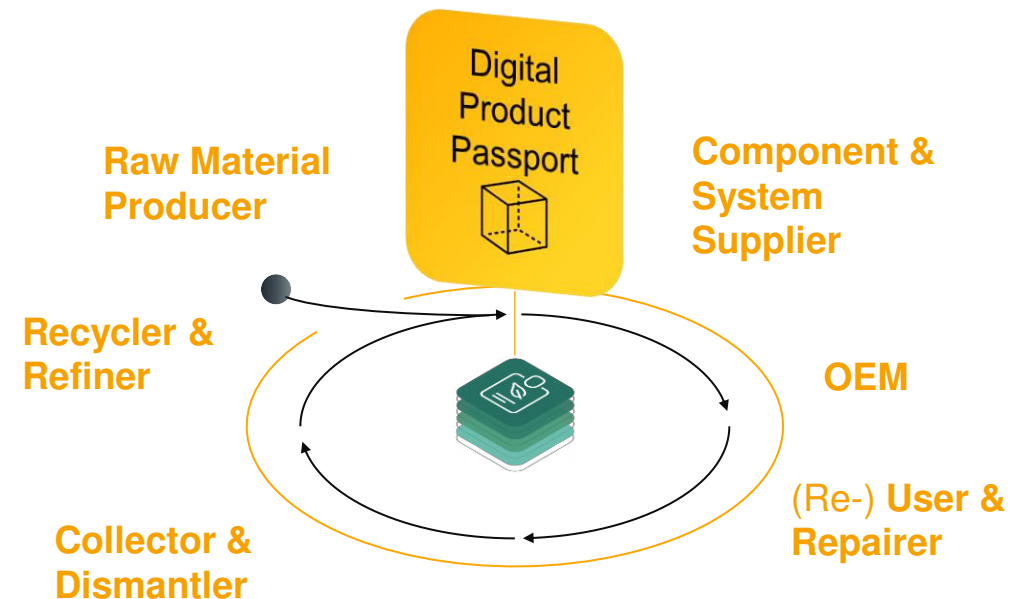 Digital
Product
Passport
Raw Material
Producer
Component &
System
Supplier
Recycler &
Refiner
OEM
(Re-) User &
Repairer
Collector &
Dismantler